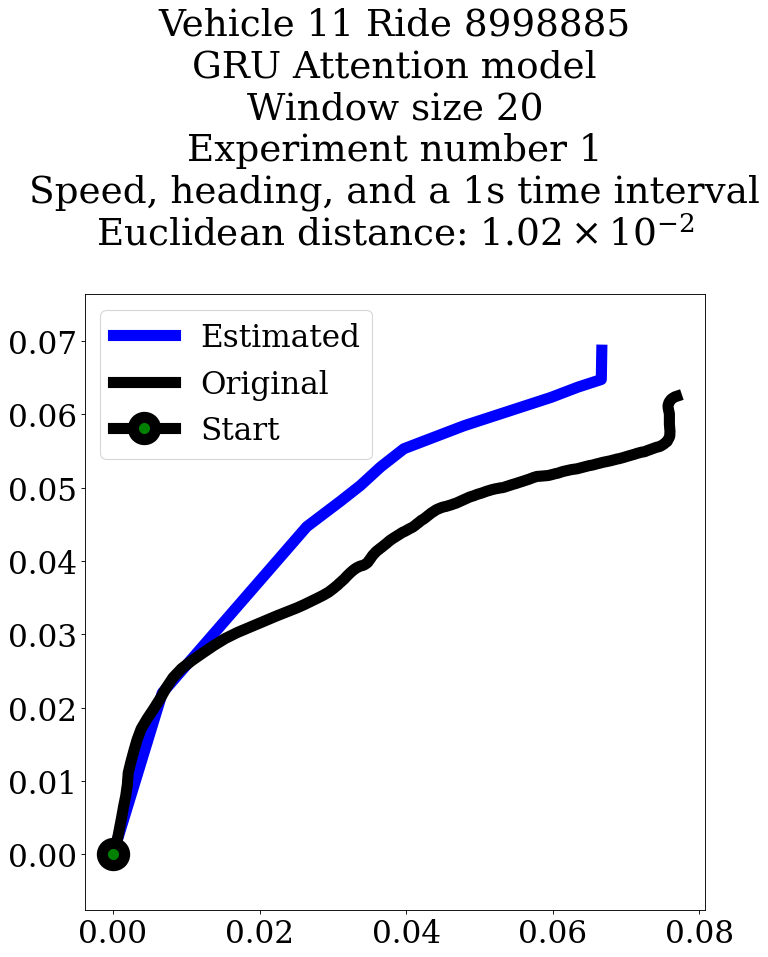 Vehicle 11 Ride 8998885
GRU Attention model
Window size 20
Experiment number 1
Speed, heading, and a 1s time interval
Euclidean distance: 1.02 × 10⁻²
Estimated
Original
Start
0.07
0.06
0.05
0.04
0.03
0.02
0.01
0.00
0.00 0.02 0.04 0.06 0.08